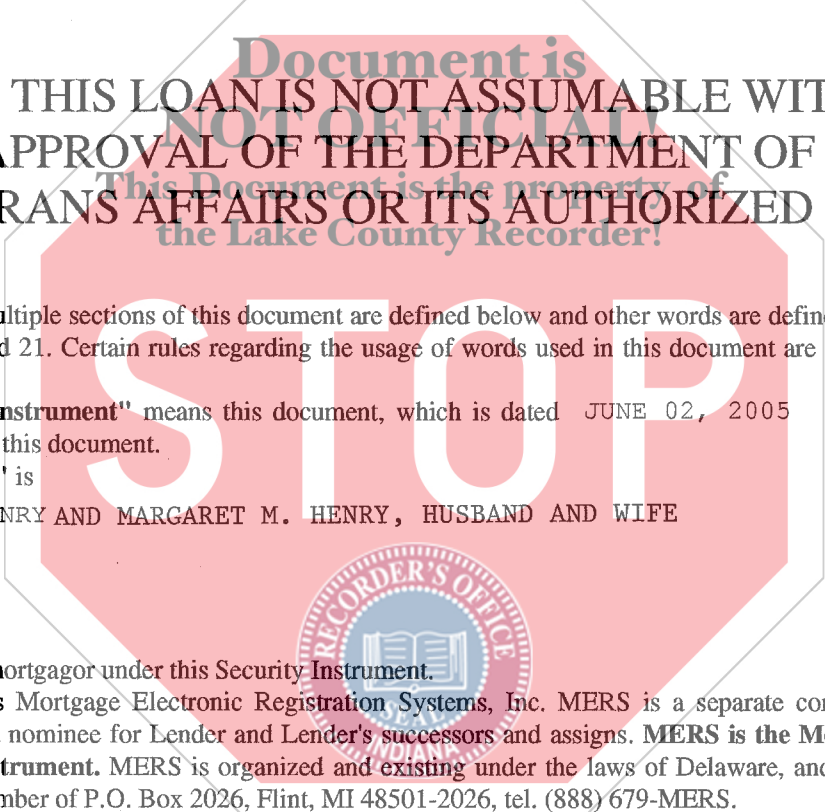 Document is
THIS LOAN IS NOT ASSUMABLE WIT
NOT OFFICIAL!
APPROVAL OF THE DEPARTMENT OF
This Document is the property of
RANS AFFAIRS OR ITS AUTHORIZED
the Lake County Recorder!
ultiple sections of this document are defined below and other words are define
d 21. Certain rules regarding the usage of words used in this document are
STOP
nstrument" means this document, which is dated JUNE 02, 2005
this document.
" is
NRY AND MARGARET M. HENRY, HUSBAND AND WIFE
RECORDER'S OFFICE
SEAL
INDIANA
ortgagor under this Security Instrument.
s Mortgage Electronic Registration Systems, Inc. MERS is a separate cor
nominee for Lender and Lender's successors and assigns. MERS is the Mo
trument. MERS is organized and existing under the laws of Delaware, and
mber of P.O. Box 2026, Flint, MI 48501-2026, tel. (888) 679-MERS.